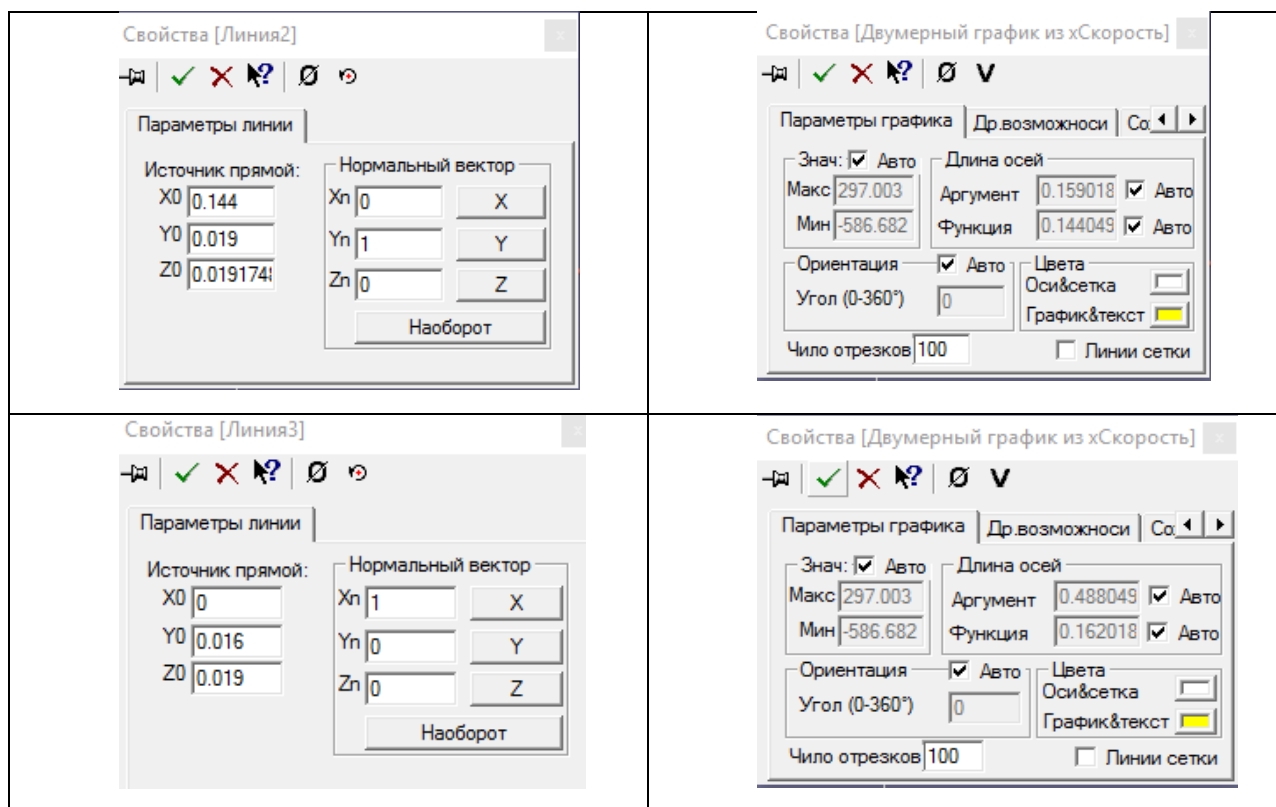 Свойства [Линия2]
Параметры линии
Источник прямой:
X0 0.144
Y0 0.019
Z0 0.0191748
Нормальный вектор
Xn 0 X
Yn 1 Y
Zn 0 Z
Наоборот
Свойства [Двумерный график из xСкорость]
V
Параметры графика Др.возможноси
Знач: Авто
Макс 297.003
Мин -586.682
Длина осей
Аргумент 0.159018 Авто
Функция 0.144049 Авто
Ориентация Авто
Угол (0-360°) 0
Цвета
Оси&сетка
График&текст
Чило отрезков 100 Линии сетки
Свойства [Линия3]
Параметры линии
Источник прямой:
X0 0
Y0 0.016
Z0 0.019
Нормальный вектор
Xn 1 X
Yn 0 Y
Zn 0 Z
Наоборот
Свойства [Двумерный график из xСкорость]
V
Параметры графика Др.возможноси
Знач: Авто
Макс 297.003
Мин -586.682
Длина осей
Аргумент 0.488049 Авто
Функция 0.162018 Авто
Ориентация Авто
Угол (0-360°) 0
Цвета
Оси&сетка
График&текст
Чило отрезков 100 Линии сетки